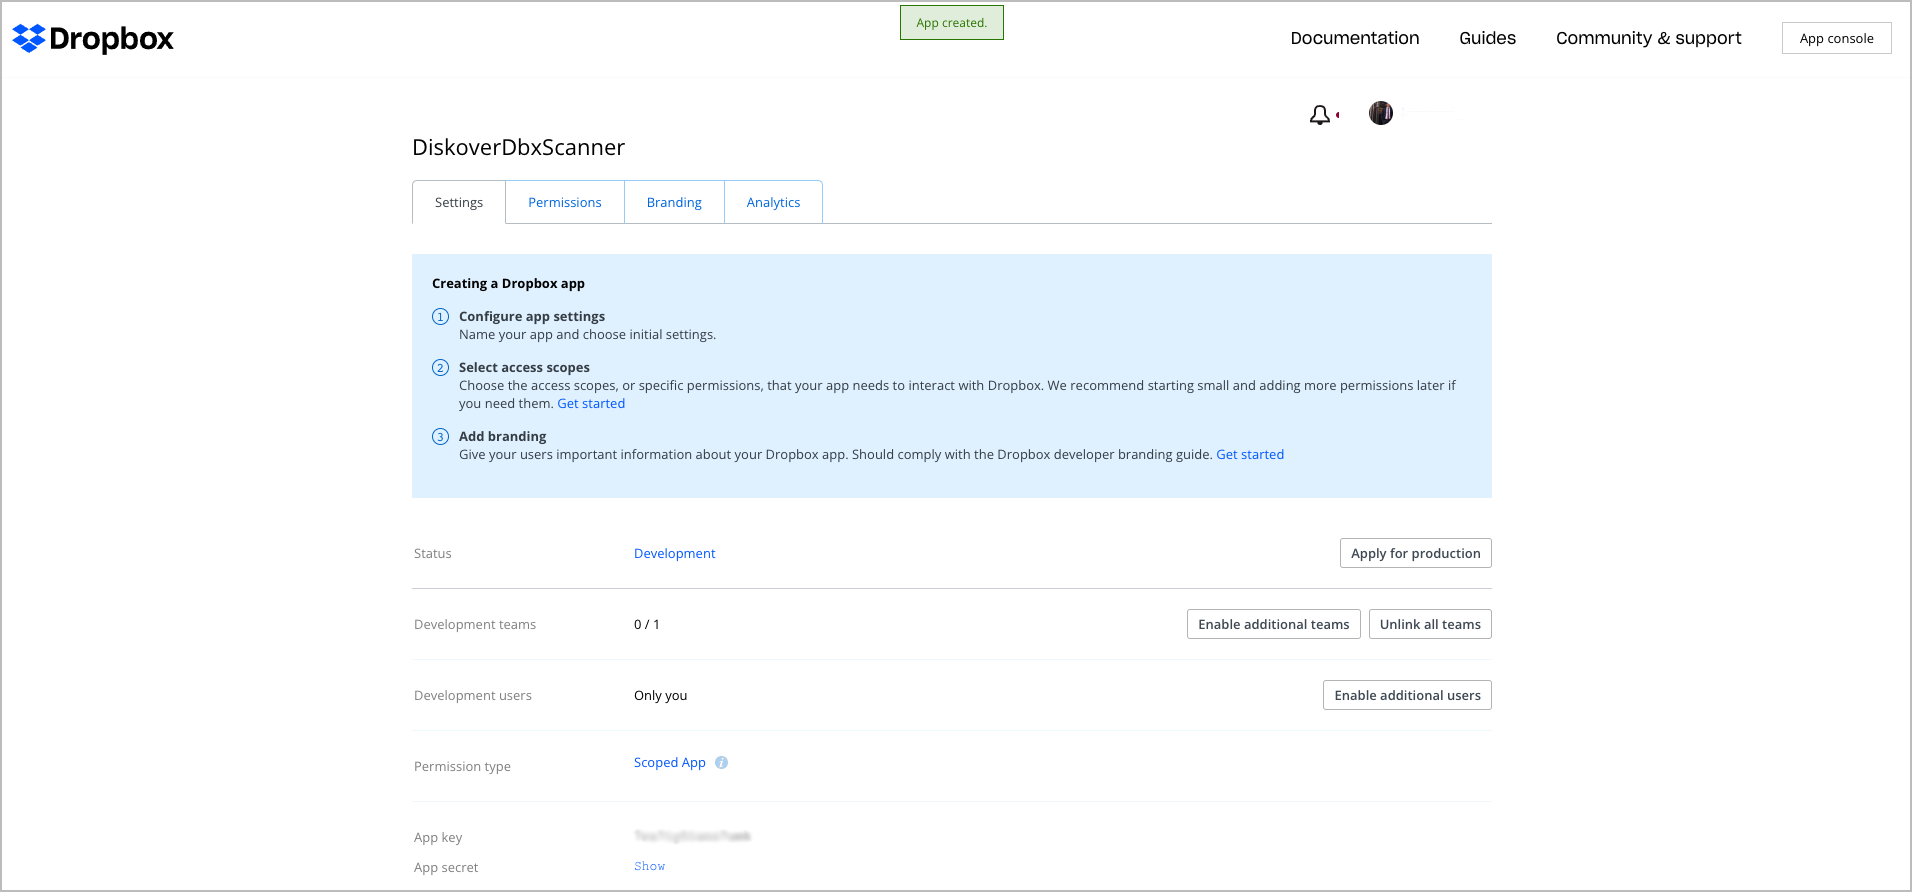 Dropbox
App created.
Documentation
Guides
Community & support
App console
DiskoverDbxScanner
Settings
Permissions
Branding
Analytics
Creating a Dropbox app
1 Configure app settings
Name your app and choose initial settings.
2 Select access scopes
Choose the access scopes, or specific permissions, that your app needs to interact with Dropbox. We recommend starting small and adding more permissions later if
you need them. Get started
3 Add branding
Give your users important information about your Dropbox app. Should comply with the Dropbox developer branding guide. Get started
Status
Development
Apply for production
Development teams
0 / 1
Enable additional teams
Unlink all teams
Development users
Only you
Enable additional users
Permission type
Scoped App i
App key
App secret
Show